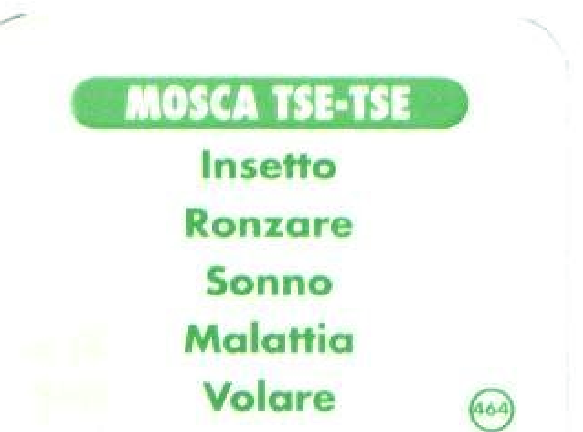 MOSCA TSE-TSE
Insetto
Ronzare
Sonno
Malattia
Volare
464